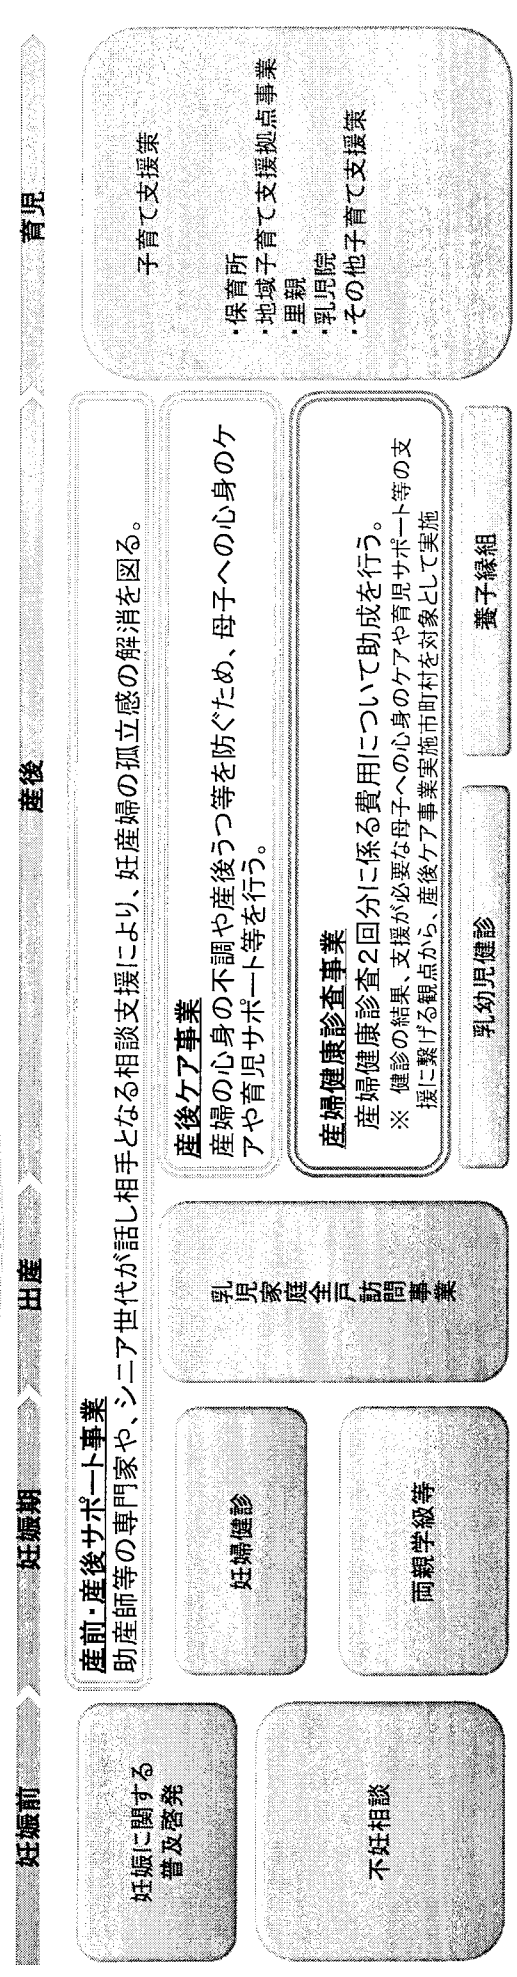 妊娠前
妊娠期
出産
産後
育児
妊娠に関する
普及啓発
不妊相談
産前・産後サポート事業
助産師等の専門家や、シニア世代が話し相手となる相談支援により、妊産婦の孤立感の解消を図る。
妊婦健診
両親学級等
乳児家庭全戸訪問事業
産後ケア事業
産婦の心身の不調や産後うつ等を防ぐため、母子への心身のケ
アや育児サポート等を行う。
産婦健康診査事業
産婦健康診査2回分に係る費用について助成を行う。
※ 健診の結果、支援が必要な母子への心身のケアや育児サポート等の支
援に繋げる観点から、産後ケア事業実施市町村を対象として実施
乳幼児健診
養子縁組
子育て支援策
・保育所
・地域子育て支援拠点事業
・里親
・乳児院
・その他子育て支援策